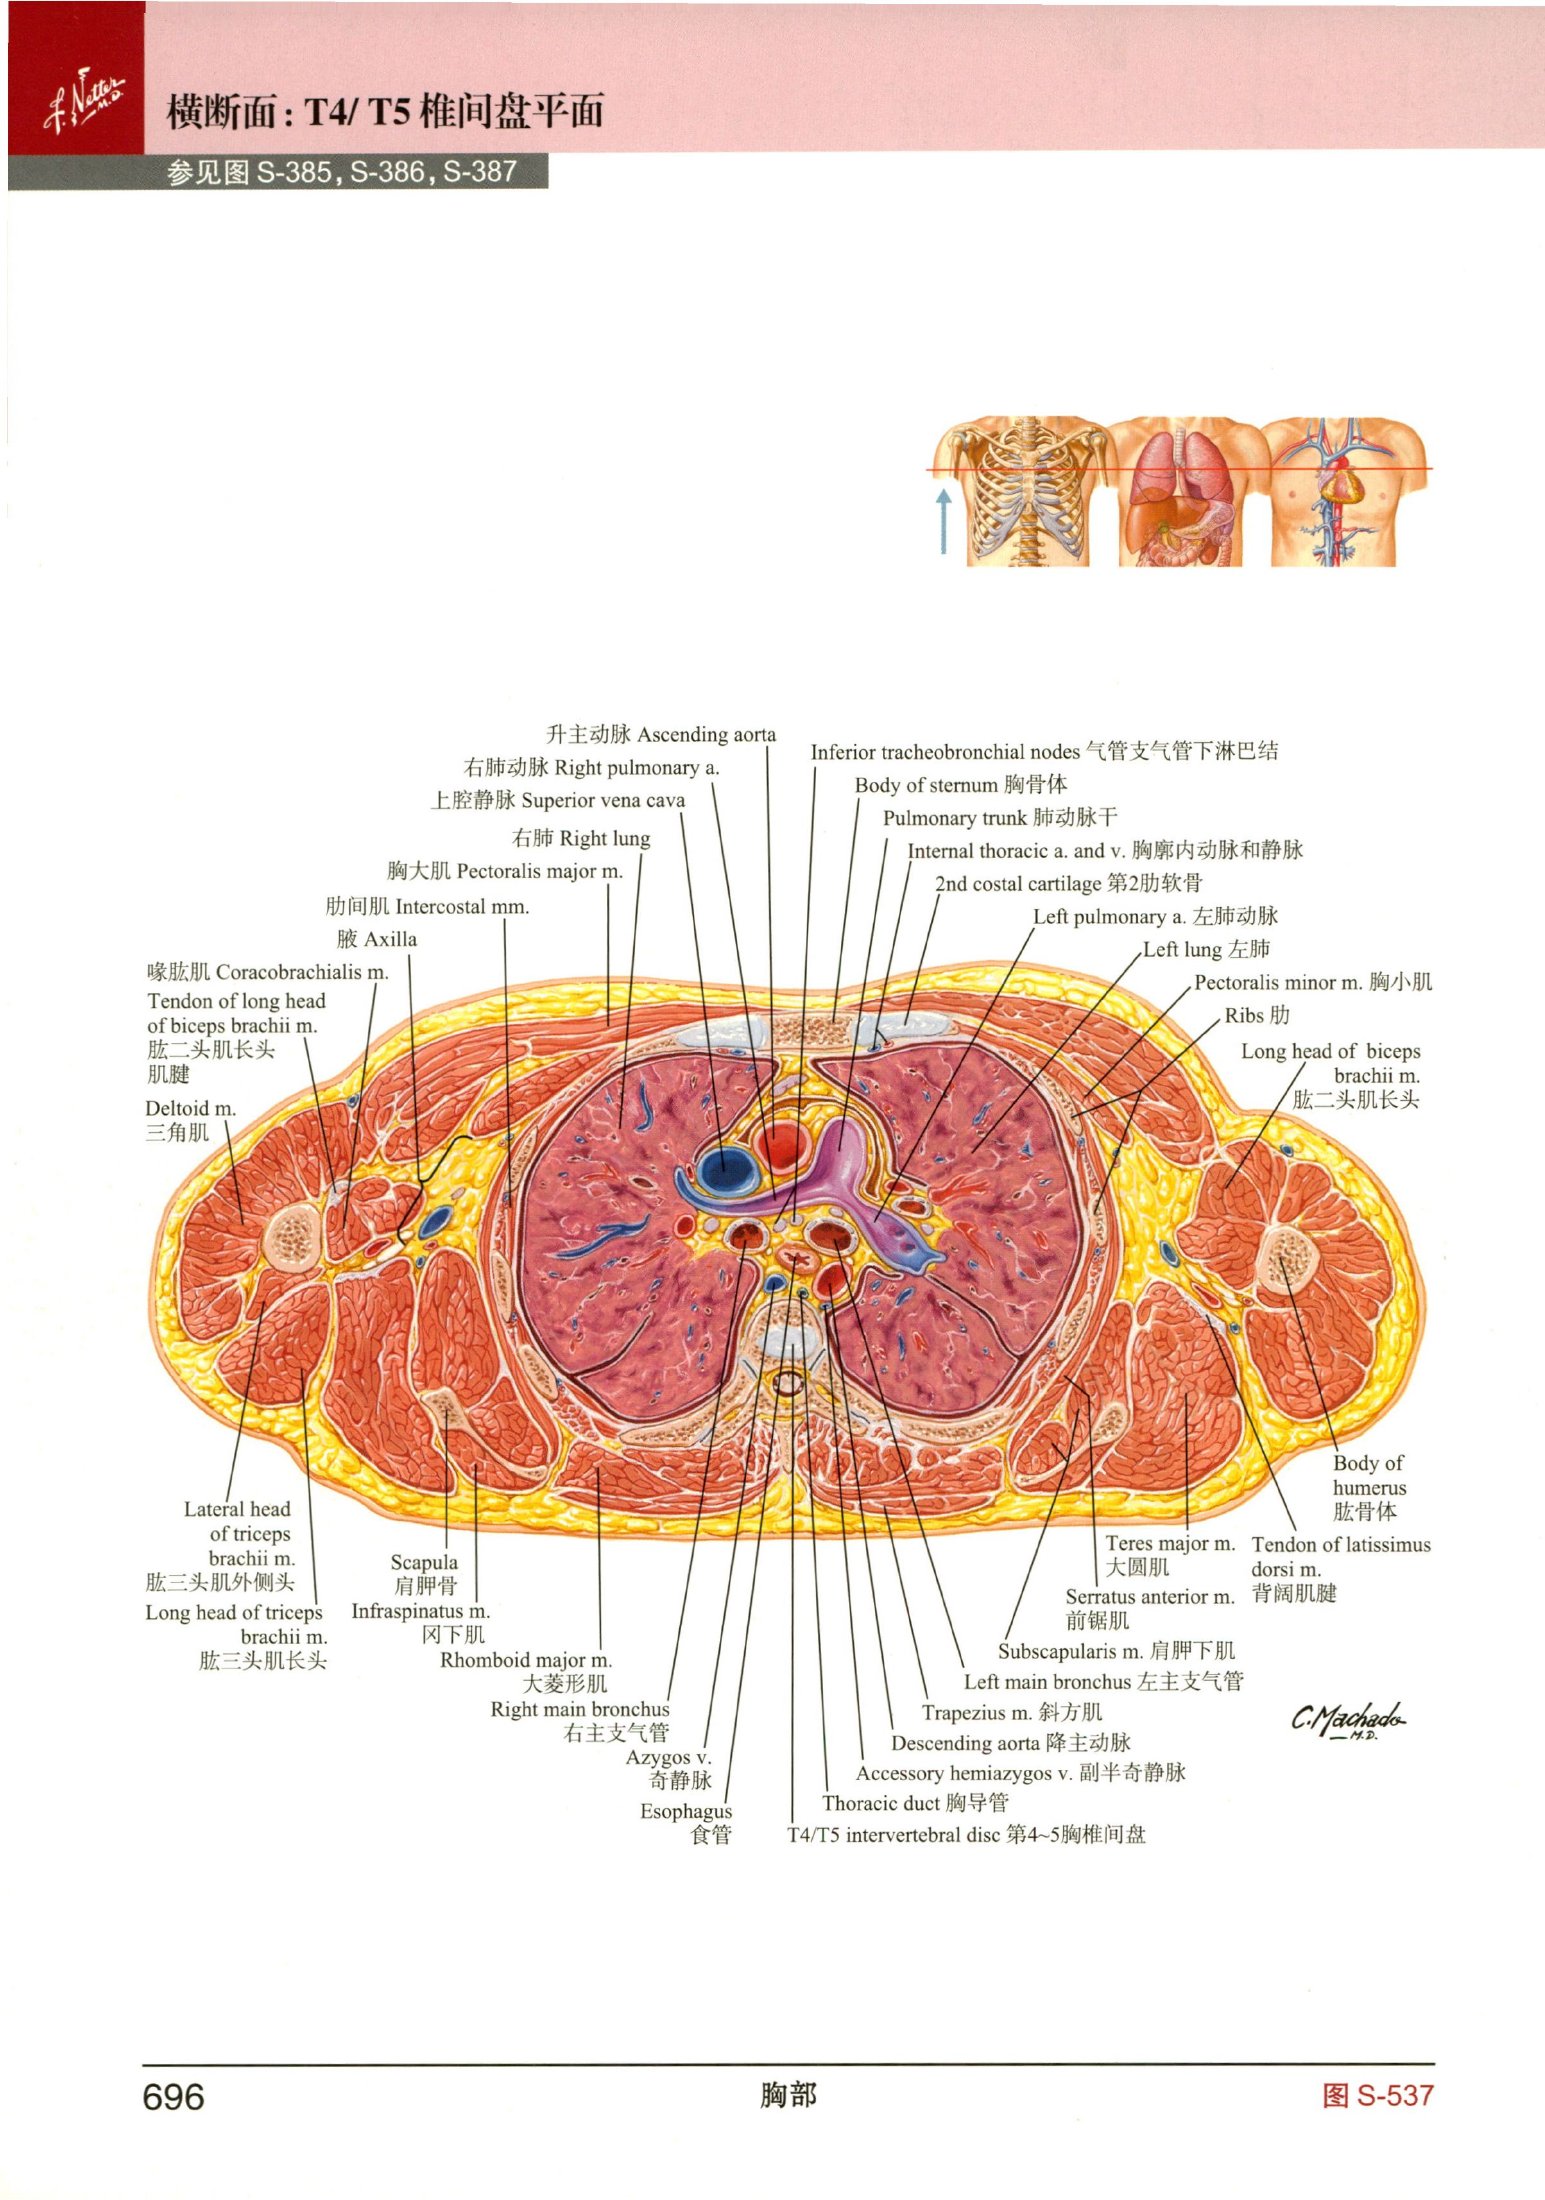 F. Netter
M.D.
横断面：T4/ T5 椎间盘平面
参见图 S-385, S-386, S-387
升主动脉 Ascending aorta
右肺动脉 Right pulmonary a.
上腔静脉 Superior vena cava
右肺 Right lung
胸大肌 Pectoralis major m.
肋间肌 Intercostal mm.
腋 Axilla
喙肱肌 Coracobrachialis m.
Tendon of long head
of biceps brachii m.
肱二头肌长头
肌腱
Deltoid m.
三角肌
Inferior tracheobronchial nodes 气管支气管下淋巴结
Body of sternum 胸骨体
Pulmonary trunk 肺动脉干
Internal thoracic a. and v. 胸廓内动脉和静脉
2nd costal cartilage 第2肋软骨
Left pulmonary a. 左肺动脉
Left lung 左肺
Pectoralis minor m. 胸小肌
Ribs 肋
Long head of biceps
brachii m.
肱二头肌长头
Lateral head
of triceps
brachii m.
肱三头肌外侧头
Long head of triceps
brachii m.
肱三头肌长头
Scapula
肩胛骨
Infraspinatus m.
冈下肌
Rhomboid major m.
大菱形肌
Right main bronchus
右主支气管
Azygos v.
奇静脉
Esophagus
食管
Body of
humerus
肱骨体
Tendon of latissimus
dorsi m.
背阔肌腱
Teres major m.
大圆肌
Serratus anterior m.
前锯肌
Subscapularis m. 肩胛下肌
Left main bronchus 左主支气管
Trapezius m. 斜方肌
Descending aorta 降主动脉
Accessory hemiazygos v. 副半奇静脉
Thoracic duct 胸导管
T4/T5 intervertebral disc 第4~5胸椎间盘
C.Machado
M.D.
696
胸部
图 S-537